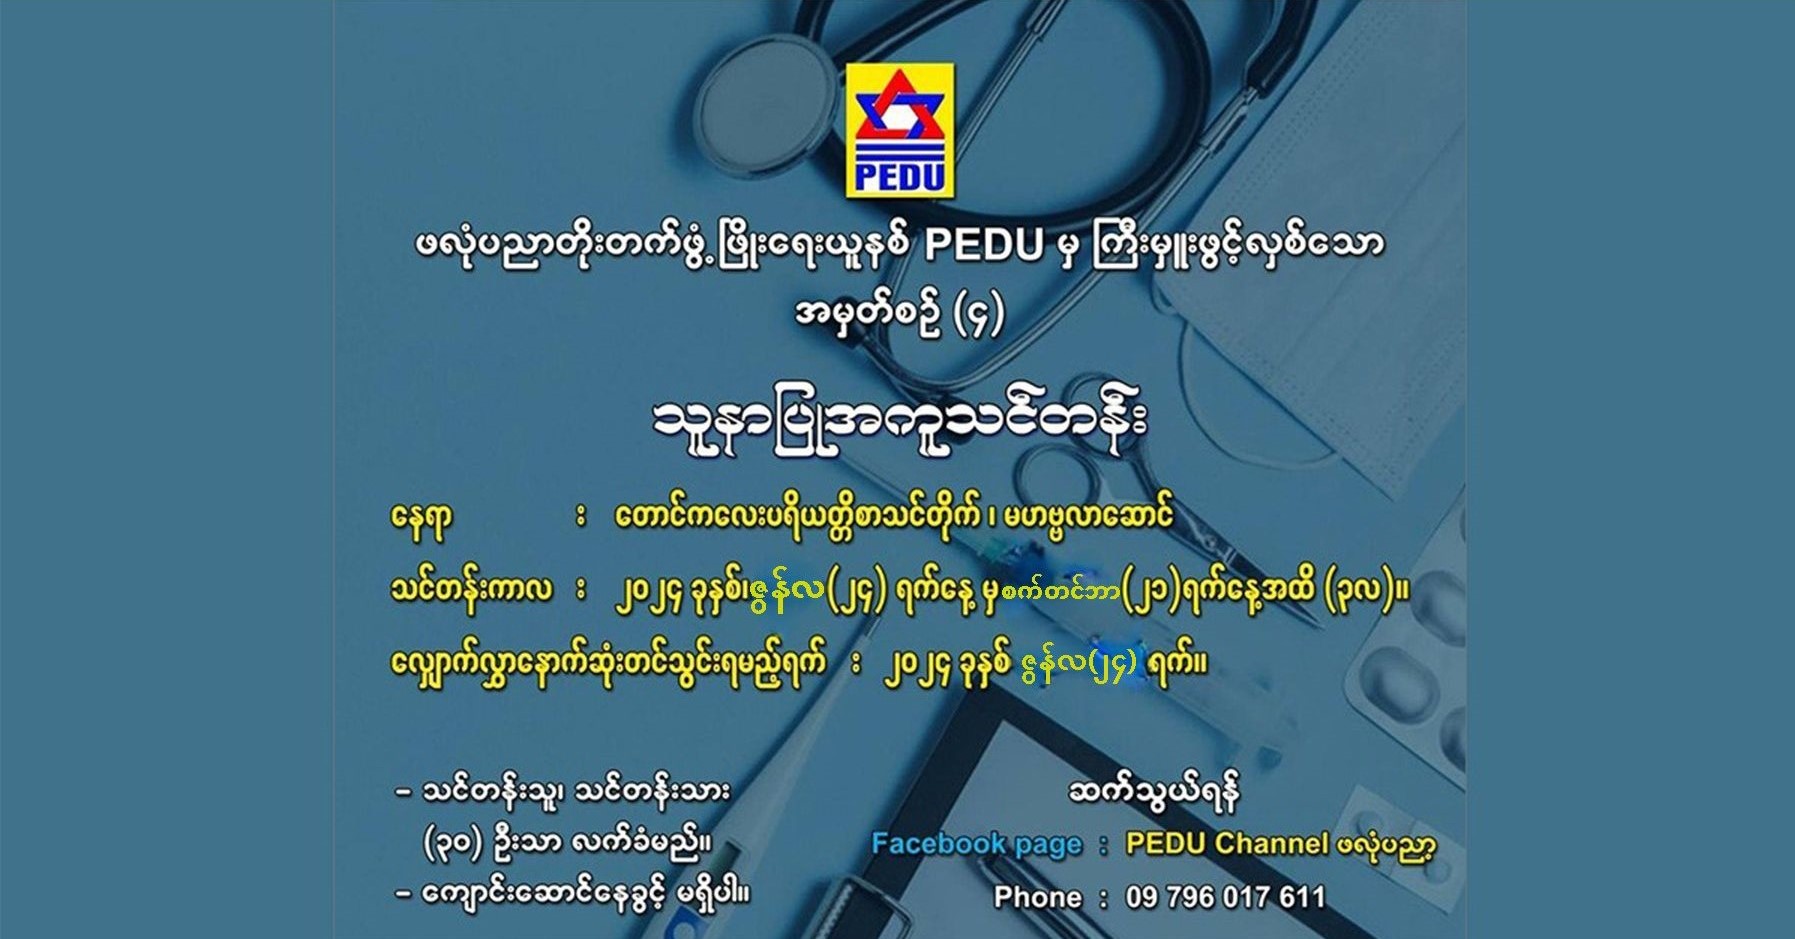 PEDU
ဖလုံပညာတိုးတက်ဖွံ့ဖြိုးရေးယူနစ် PEDU မှ ကြီးမှူးဖွင့်လှစ်သော
အမှတ်စဉ် (၄)
သူနာပြုအကူသင်တန်း
နေရာ : တောင်ကလေးပရိယတ္တိစာသင်တိုက်၊ မဟဗ္ဗလာဆောင်
သင်တန်းကာလ : ၂၀၂၄ ခုနှစ်၊ဇွန်လ(၂၄) ရက်နေ့ မှစက်တင်ဘာ(၂၁)ရက်နေ့အထိ (၃လ)။
လျှောက်လွှာနောက်ဆုံးတင်သွင်းရမည့်ရက် : ၂၀၂၄ ခုနှစ် ဇွန်လ(၂၄) ရက်။
– သင်တန်းသူ၊ သင်တန်းသား
(၃၀) ဦးသာ လက်ခံမည်။
– ကျောင်းဆောင်နေခွင့် မရှိပါ။
ဆက်သွယ်ရန်
Facebook page : PEDU Channel ဖလုံပညာ့
Phone : 09 796 017 611